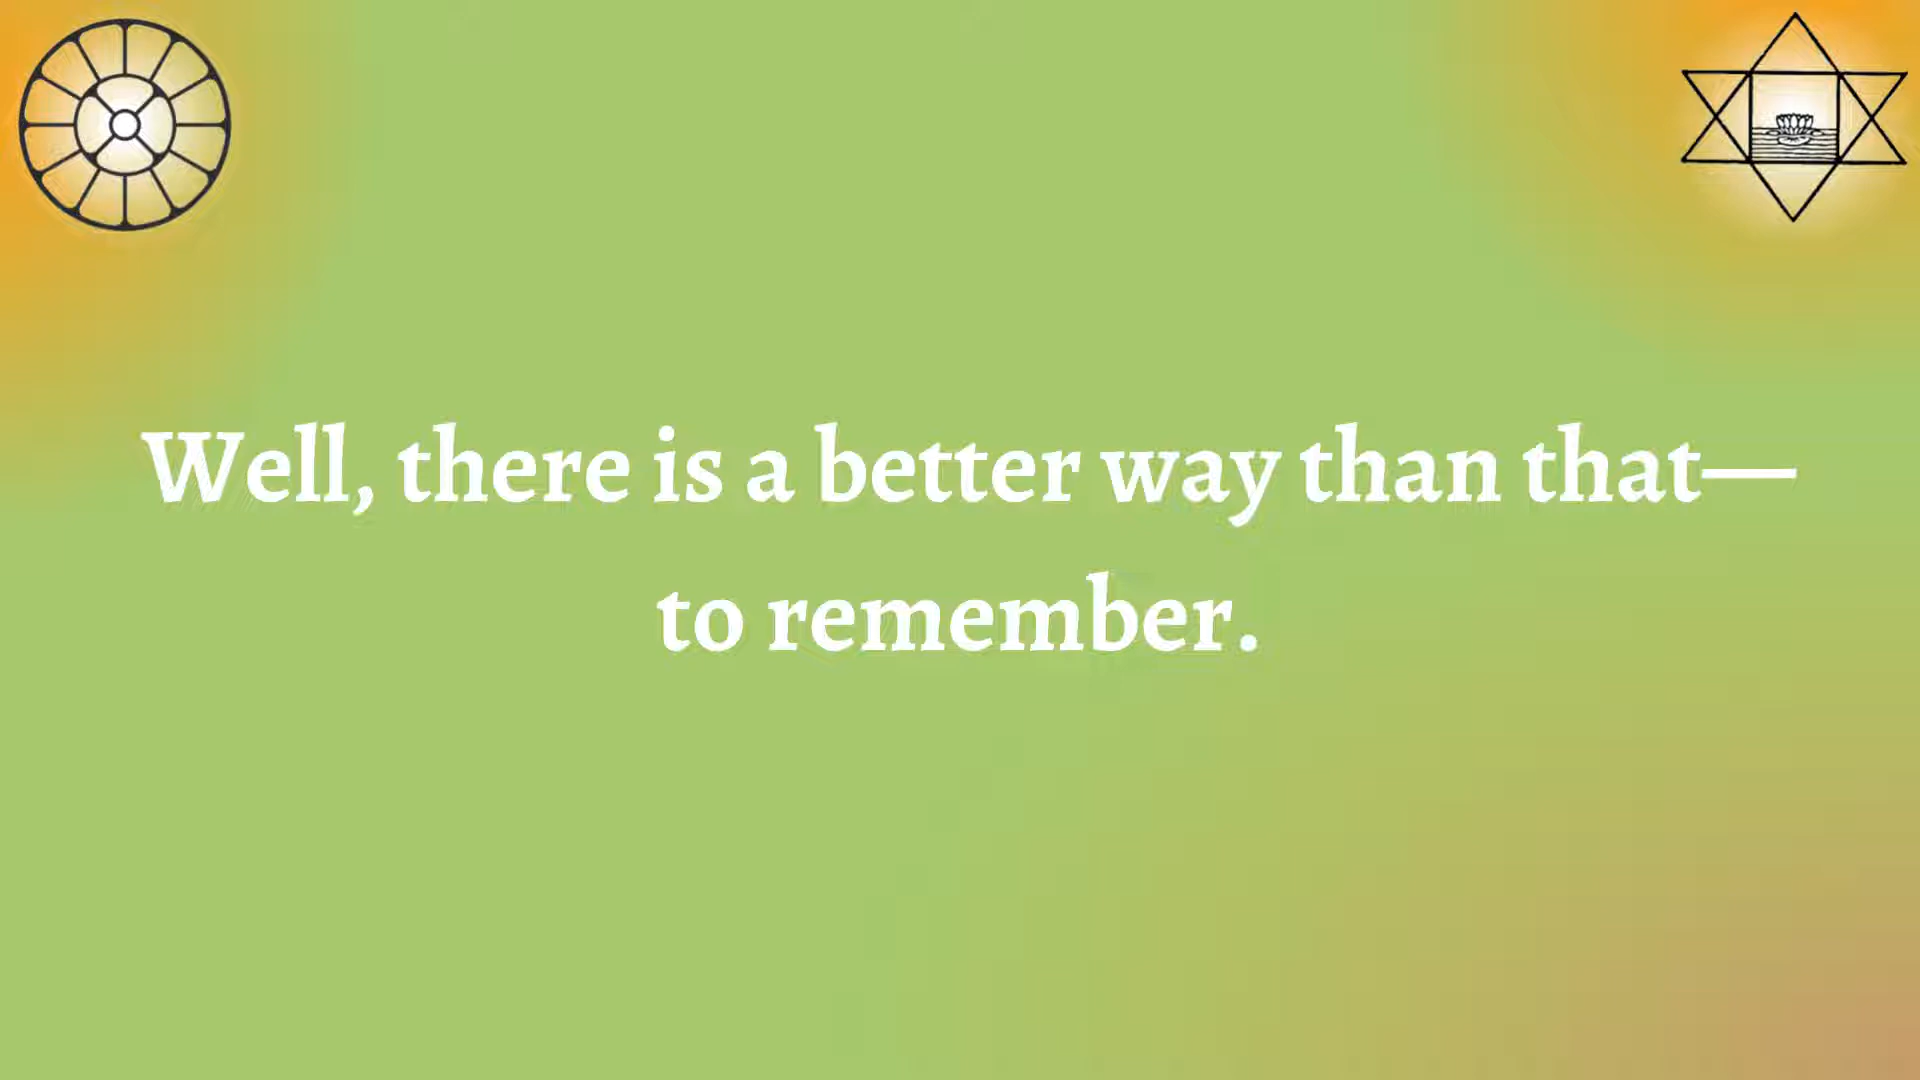 Well, there is a better way than that—
to remember.